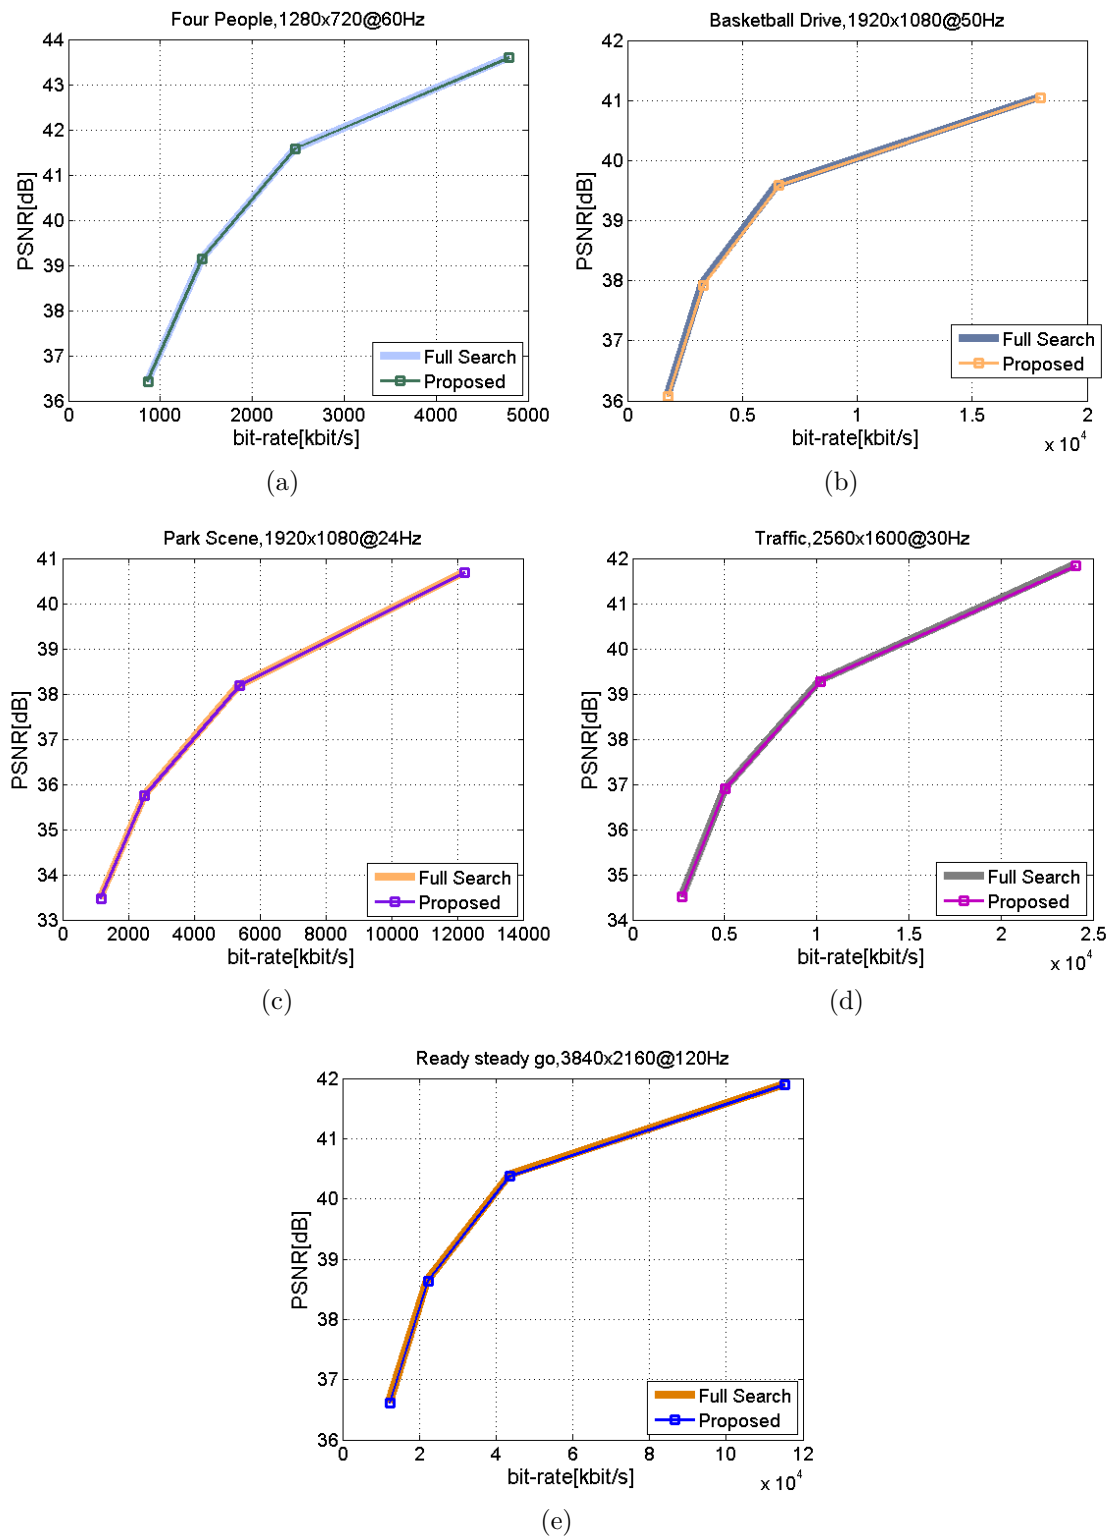 Four People,1280x720@60Hz
44
43
42
41
40
39
38
37
36
PSNR[dB]
0 1000 2000 3000 4000 5000
bit-rate[kbit/s]
Full Search
Proposed
(a)
Basketball Drive,1920x1080@50Hz
42
41
40
39
38
37
36
PSNR[dB]
0 0.5 1 1.5 2
bit-rate[kbit/s]
x 10^4
Full Search
Proposed
(b)
Park Scene,1920x1080@24Hz
41
40
39
38
37
36
35
34
33
PSNR[dB]
0 2000 4000 6000 8000 10000 12000 14000
bit-rate[kbit/s]
Full Search
Proposed
(c)
Traffic,2560x1600@30Hz
42
41
40
39
38
37
36
35
34
PSNR[dB]
0 0.5 1 1.5 2 2.5
bit-rate[kbit/s]
x 10^4
Full Search
Proposed
(d)
Ready steady go,3840x2160@120Hz
42
41
40
39
38
37
36
PSNR[dB]
0 2 4 6 8 10 12
bit-rate[kbit/s]
x 10^4
Full Search
Proposed
(e)